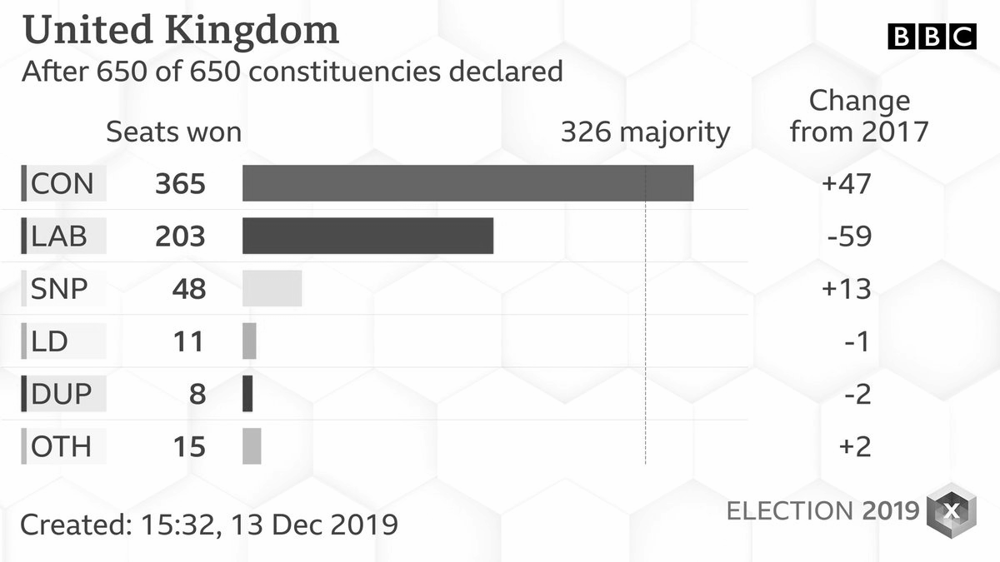 United Kingdom
BBC
After 650 of 650 constituencies declared
Seats won 326 majority Change from 2017
CON 365 +47
LAB 203 -59
SNP 48 +13
LD 11 -1
DUP 8 -2
OTH 15 +2
Created: 15:32, 13 Dec 2019
ELECTION 2019 X